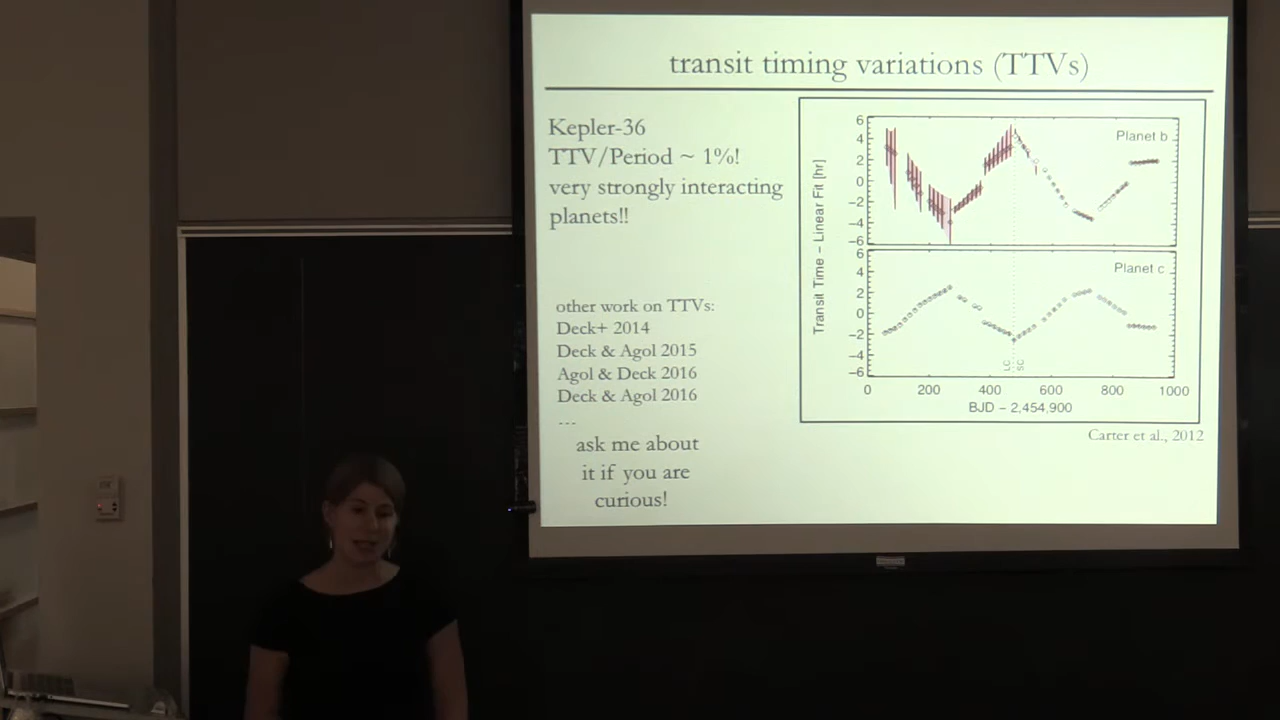 transit timing variations (TTVs)
Kepler-36
TTV/Period ~ 1%!
very strongly interacting
planets!!
other work on TTVs:
Deck+ 2014
Deck & Agol 2015
Agol & Deck 2016
Deck & Agol 2016
...
ask me about
it if you are
curious!
Transit Time − Linear Fit [hr]
6
4
2
0
−2
−4
−6
Planet b
6
4
2
0
−2
−4
−6
Planet c
LC
SC
0 200 400 600 800 1000
BJD − 2,454,900
Carter et al., 2012